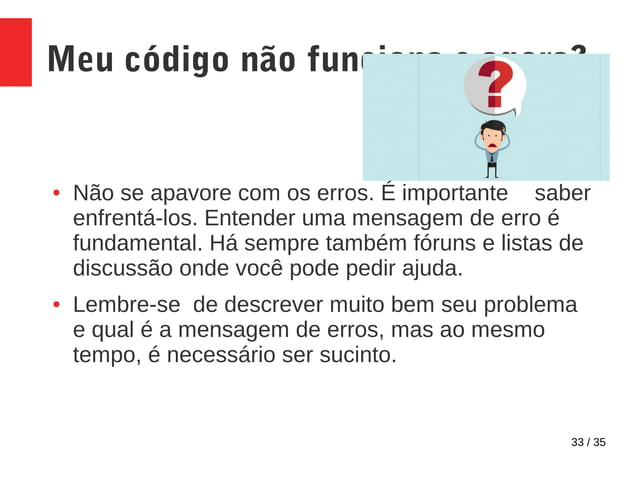 Meu código não funciona e agora?
?
• Não se apavore com os erros. É importante saber
enfrentá-los. Entender uma mensagem de erro é
fundamental. Há sempre também fóruns e listas de
discussão onde você pode pedir ajuda.
• Lembre-se de descrever muito bem seu problema
e qual é a mensagem de erros, mas ao mesmo
tempo, é necessário ser sucinto.
33 / 35